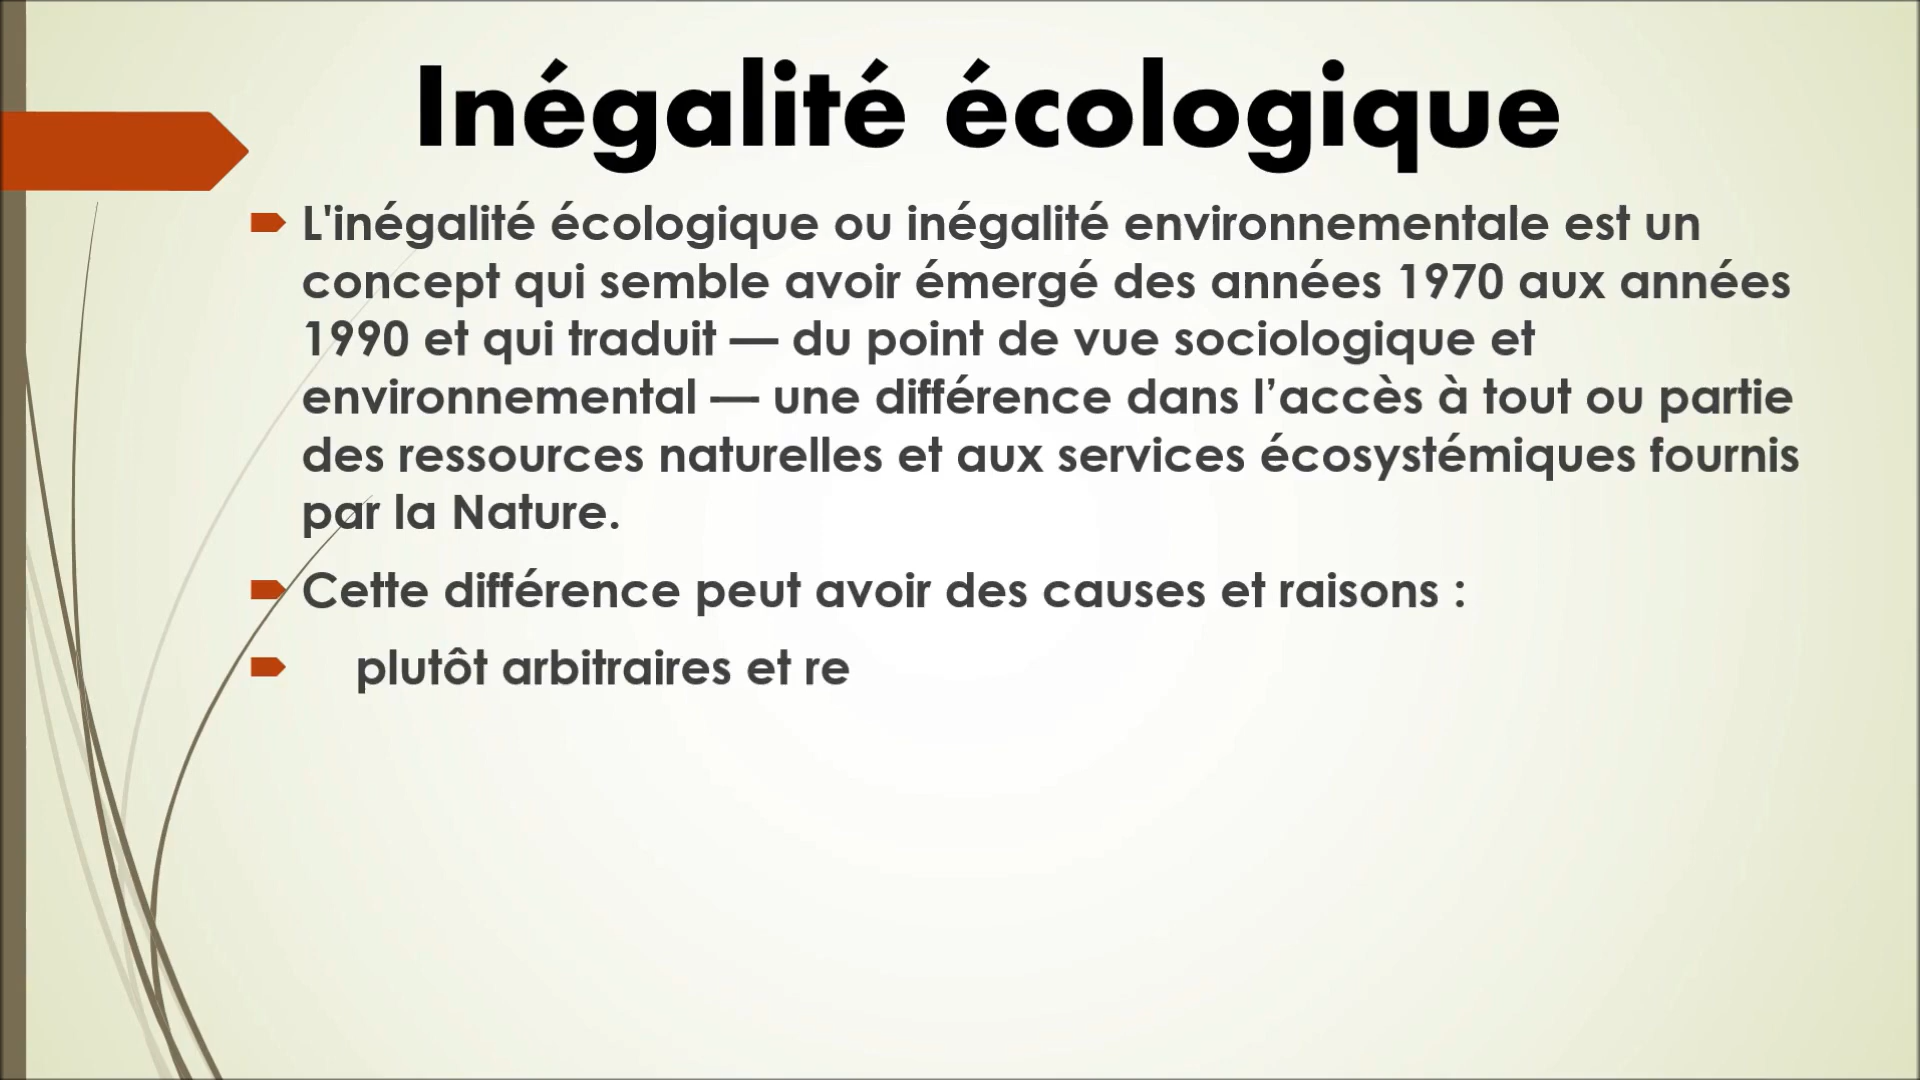 Inégalité écologique
L'inégalité écologique ou inégalité environnementale est un
concept qui semble avoir émergé des années 1970 aux années
1990 et qui traduit — du point de vue sociologique et
environnemental — une différence dans l’accès à tout ou partie
des ressources naturelles et aux services écosystémiques fournis
par la Nature.
Cette différence peut avoir des causes et raisons :
plutôt arbitraires et re